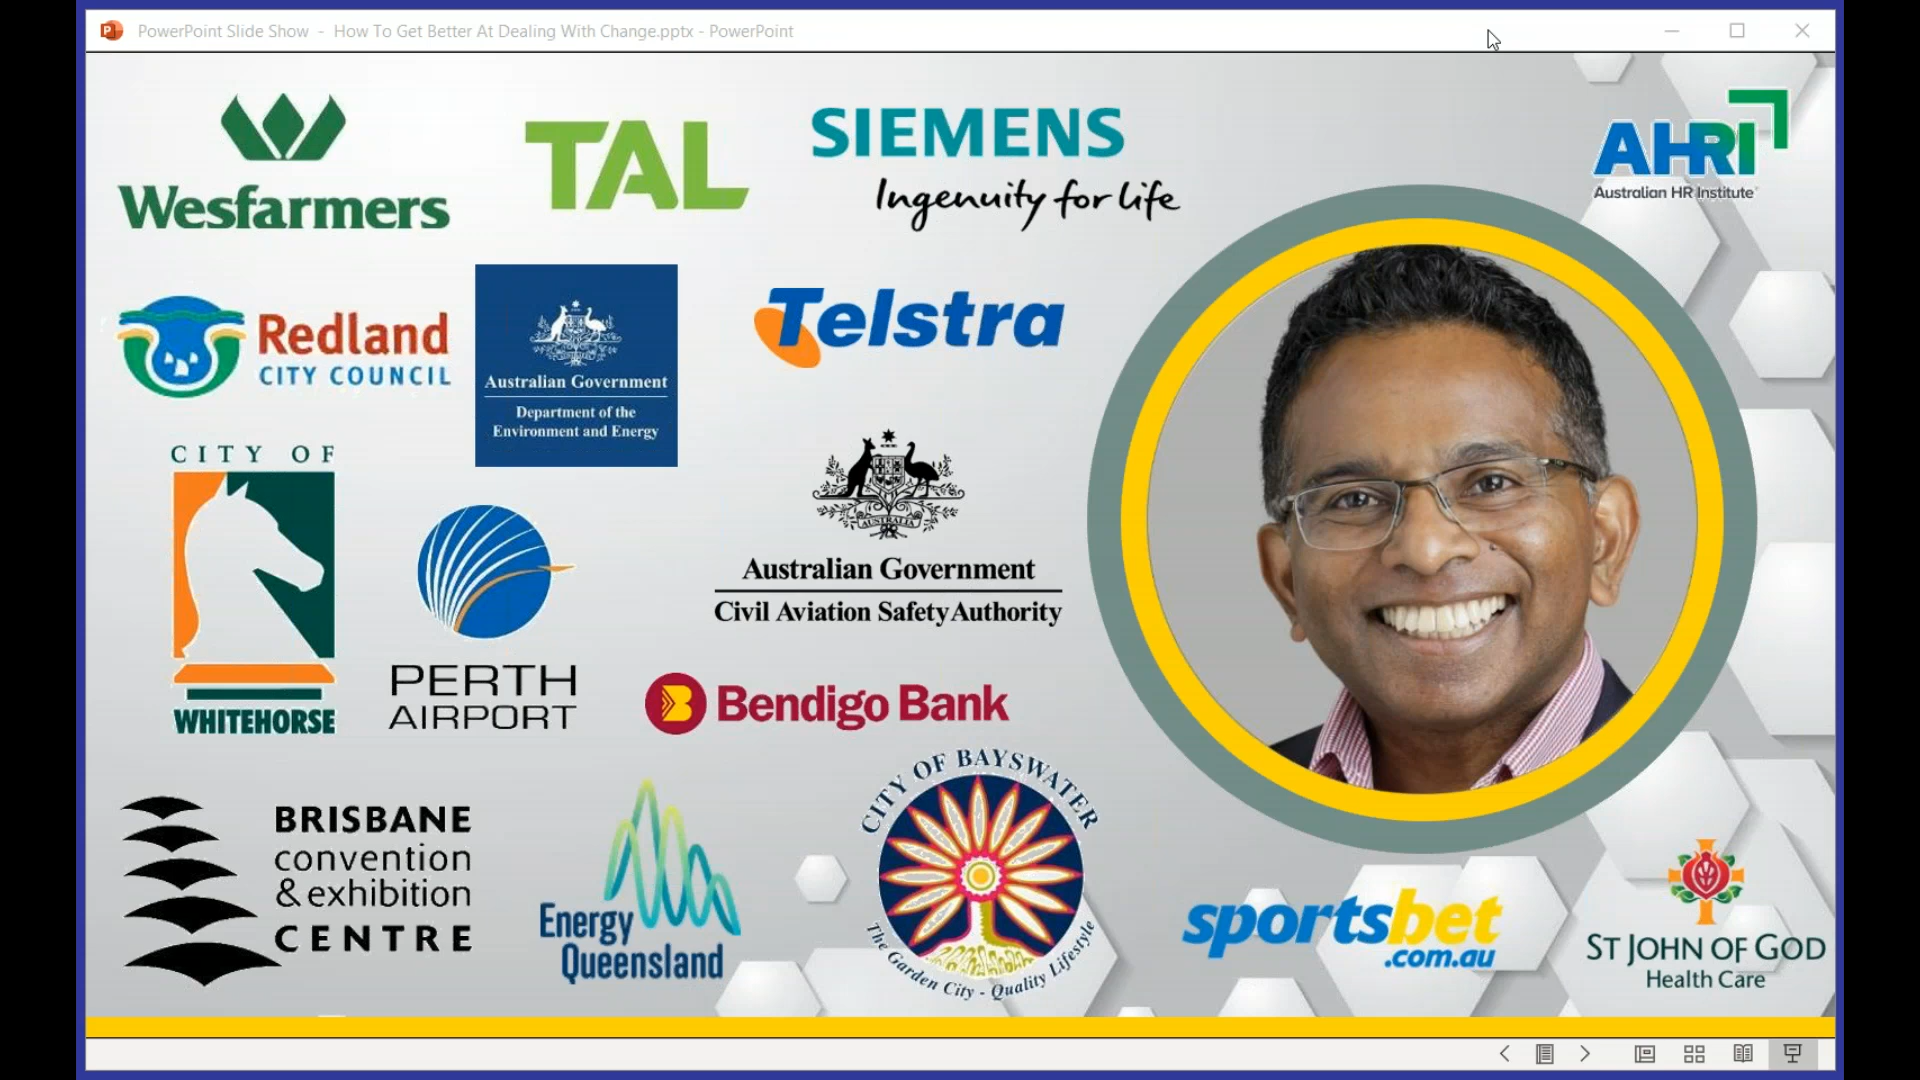 PowerPoint Slide Show - How To Get Better At Dealing With Change.pptx - PowerPoint
Wesfarmers
TAL
SIEMENS
Ingenuity for life
AHRI
Australian HR Institute
Redland
CITY COUNCIL
Australian Government
Department of the
Environment and Energy
Telstra
CITY OF
WHITEHORSE
PERTH
AIRPORT
AUSTRALIA
Australian Government
Civil Aviation Safety Authority
B Bendigo Bank
BRISBANE
convention
& exhibition
CENTRE
Energy
Queensland
CITY OF BAYSWATER
The Garden City - Quality Lifestyle
sportsbet
.com.au
ST JOHN OF GOD
Health Care